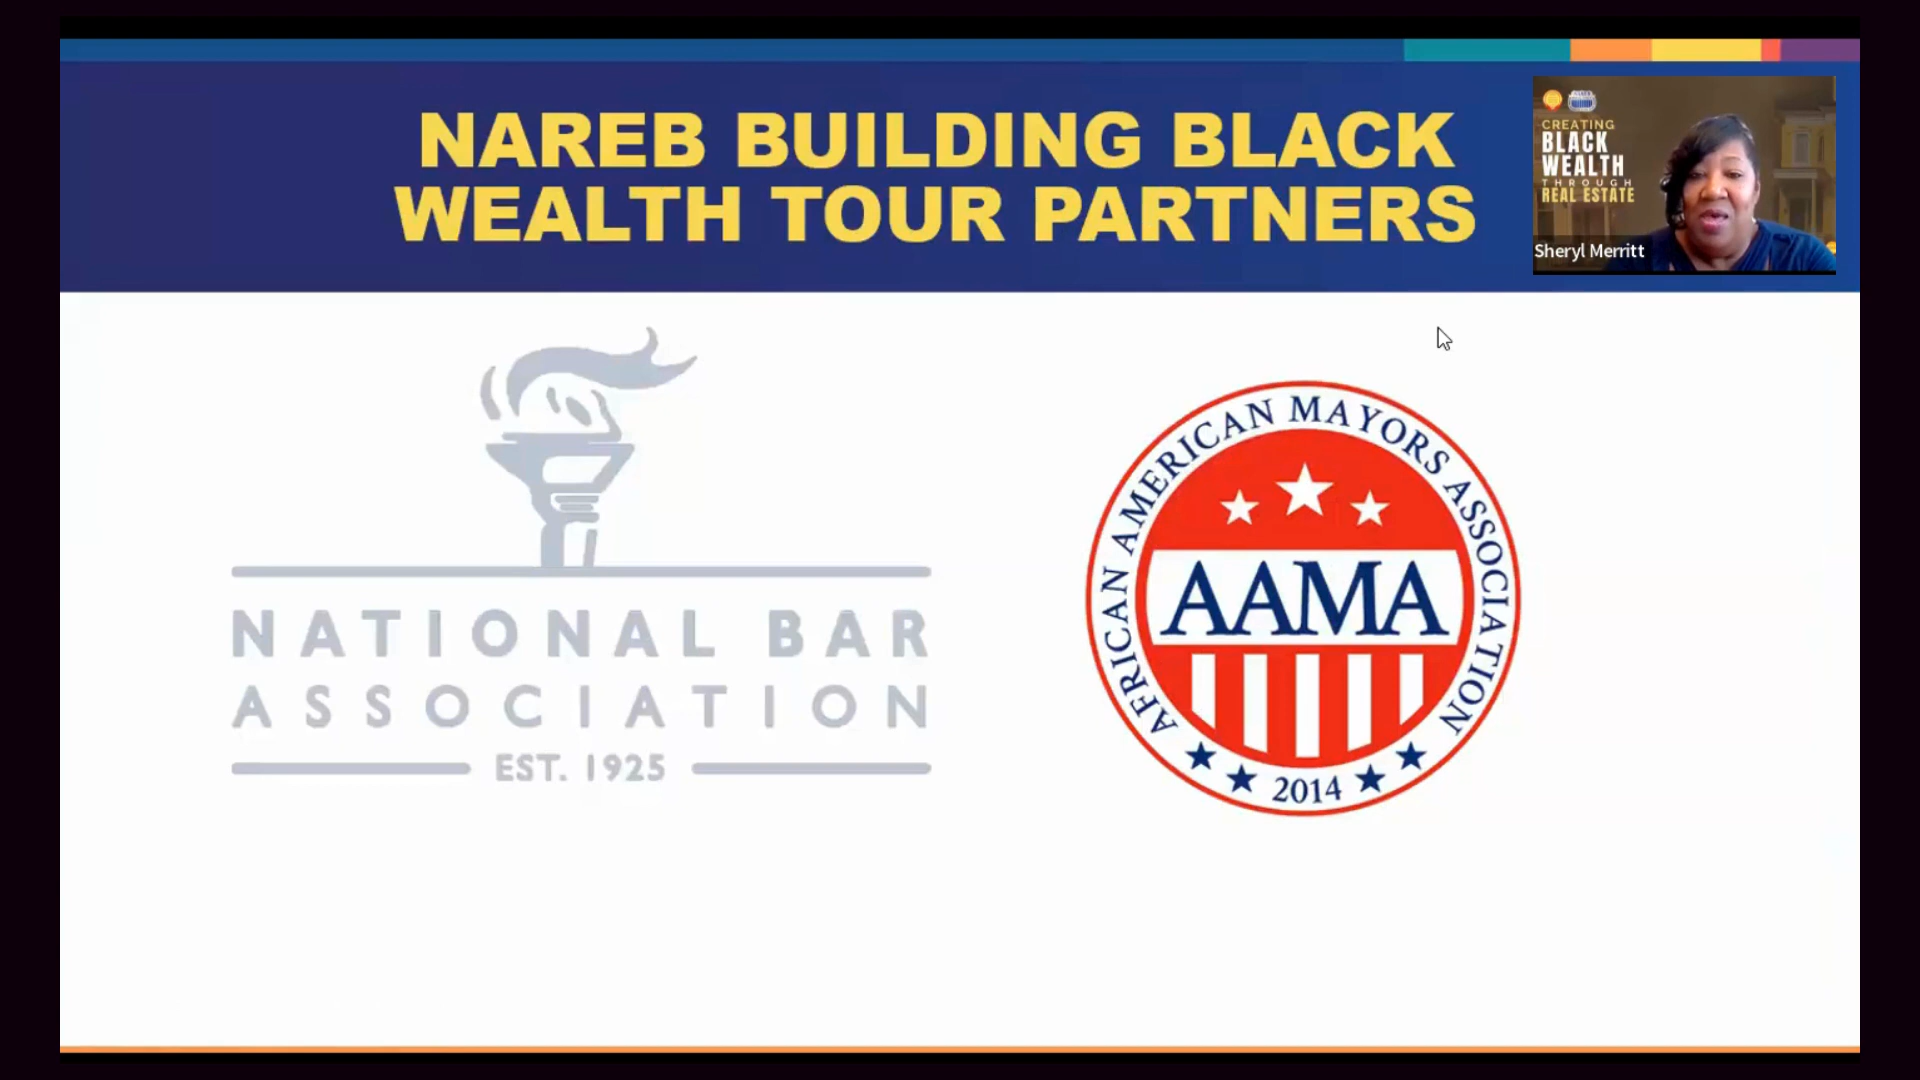 NAREB BUILDING BLACK
WEALTH TOUR PARTNERS
CREATING
BLACK
WEALTH
THROUGH
REAL ESTATE
Sheryl Merritt
NATIONAL BAR
ASSOCIATION
EST. 1925
AFRICAN AMERICAN MAYORS ASSOCIATION
AAMA
2014